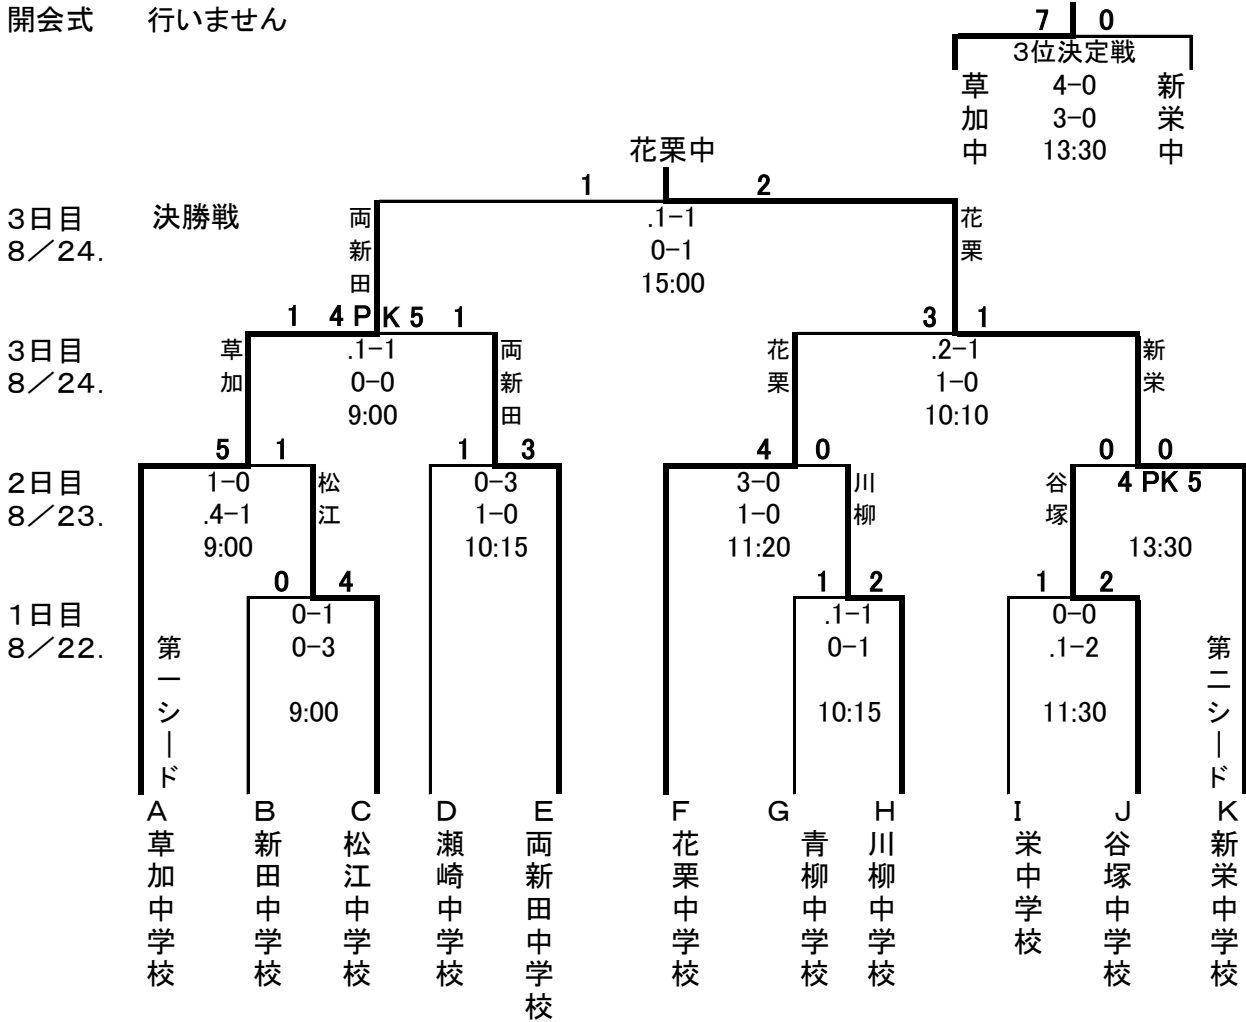 開会式 行いません
7 0
３位決定戦
草加中 4−0 新栄中
3−0
13:30
花栗中
1 2
３日目 決勝戦 両新田 .1−1 花栗
８／24. 0−1
15:00
1 4 P K 5 1 3 1
３日目 草加 .1−1 両新田 花栗 .2−1 新栄
８／24. 0−0 1−0
9:00 10:10
5 1 1 3 4 0 0 0
２日目 1−0 松江 0−3 3−0 川柳 谷塚 4 PK 5
８／23. .4−1 1−0 1−0
9:00 10:15 11:20 13:30
0 4 1 2 1 2
１日目 0−1 .1−1 0−0
８／22. 第一シード 0−3 0−1 .1−2 第二シード
9:00 10:15 11:30
Ａ Ｂ Ｃ Ｄ Ｅ Ｆ Ｇ Ｈ Ｉ Ｊ Ｋ
草加中学校
新田中学校
松江中学校
瀬崎中学校
両新田中学校
花栗中学校
青柳中学校
川柳中学校
栄中学校
谷塚中学校
新栄中学校